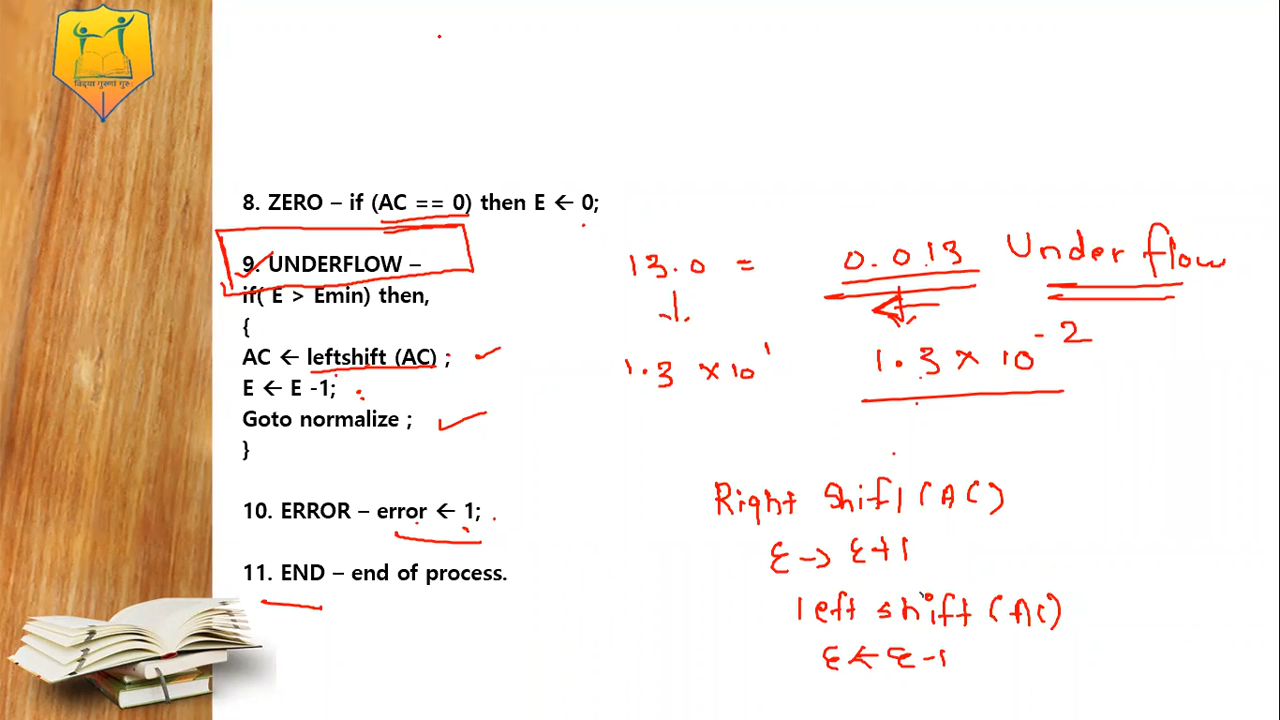 विद्या गुरुणां गुरुः
8. ZERO – if (AC == 0) then E ← 0;
9. UNDERFLOW –
if( E > Emin) then,
{
AC ← leftshift (AC) ;
E ← E -1;
Goto normalize ;
}
10. ERROR – error ← 1;
11. END – end of process.
13.0 = 0.013 Underflow
1.3 × 10^1 1.3 × 10^-2
Right Shift (AC)
E → E+1
left shift (AC)
E ← E-1